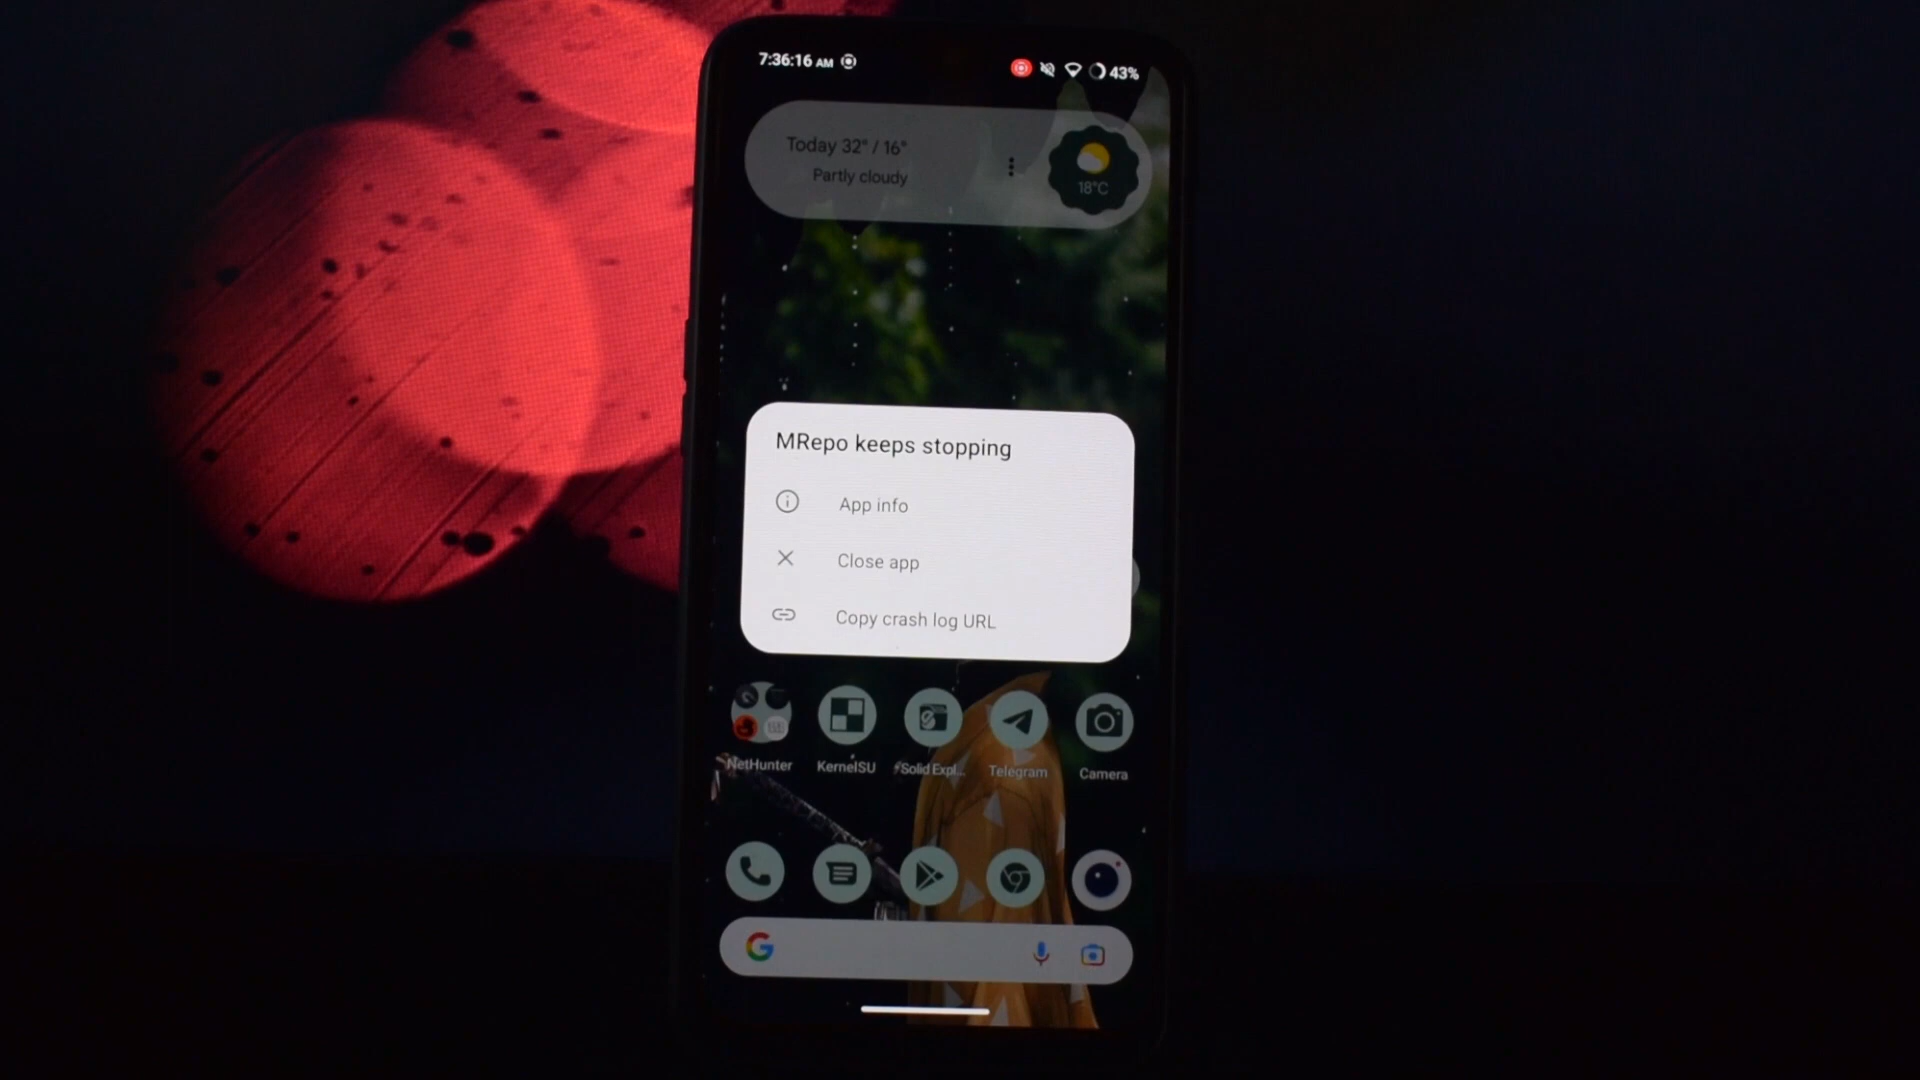 7:36:16 AM
43%
Today 32° / 16°
Partly cloudy
18°C
MRepo keeps stopping
App info
Close app
Copy crash log URL
NetHunter
KernelSU
⚡Solid Expl...
Telegram
Camera